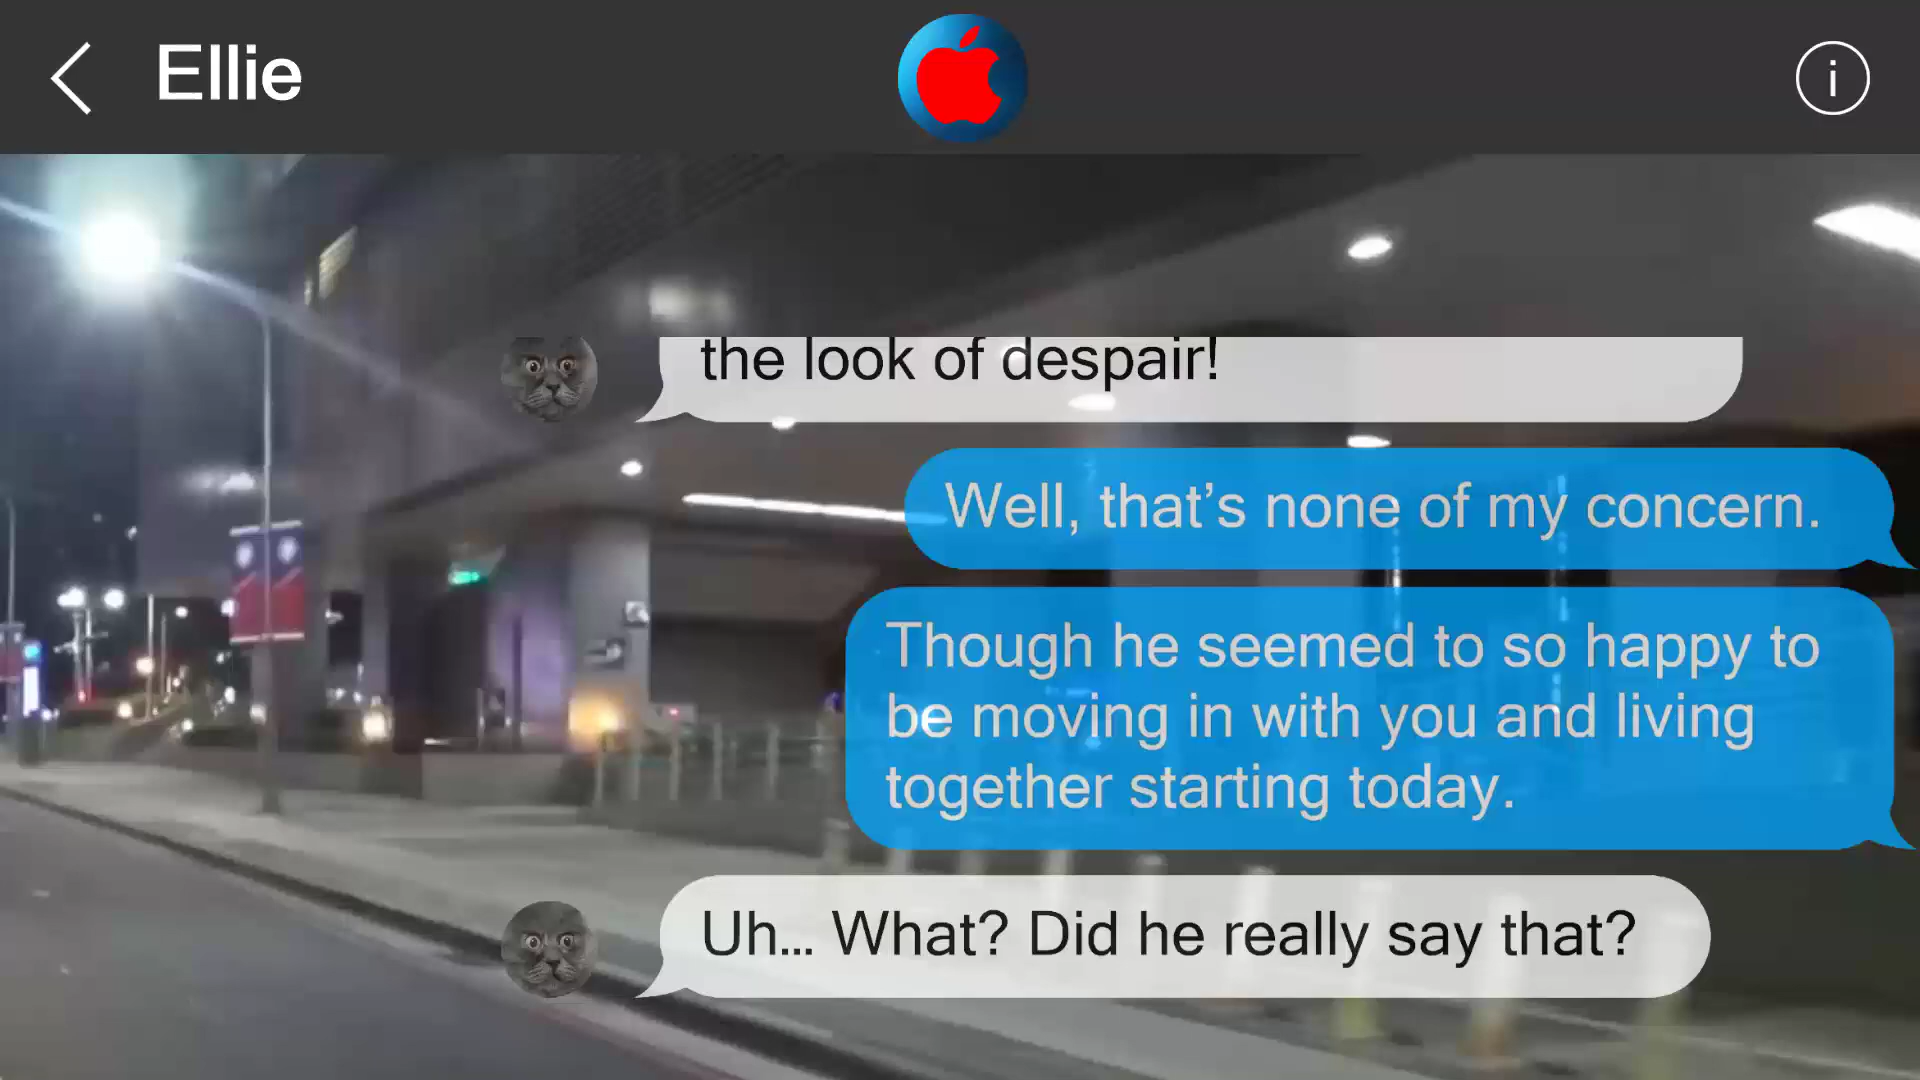 Ellie
i
the look of despair!
Well, that’s none of my concern.
Though he seemed to so happy to
be moving in with you and living
together starting today.
Uh... What? Did he really say that?